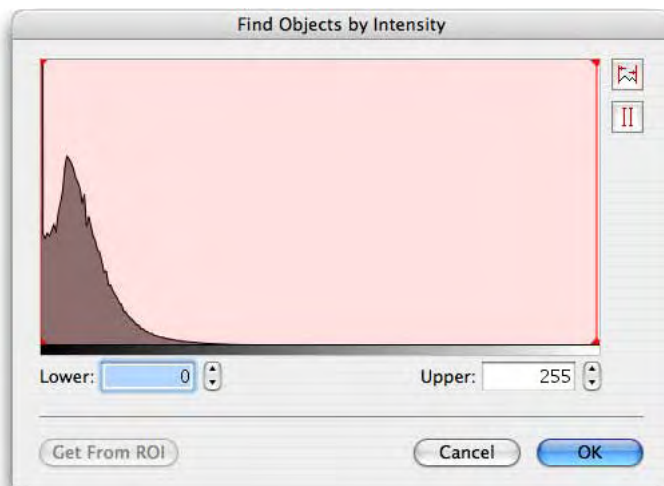 Find Objects by Intensity
Lower: 0 Upper: 255
Get From ROI Cancel OK